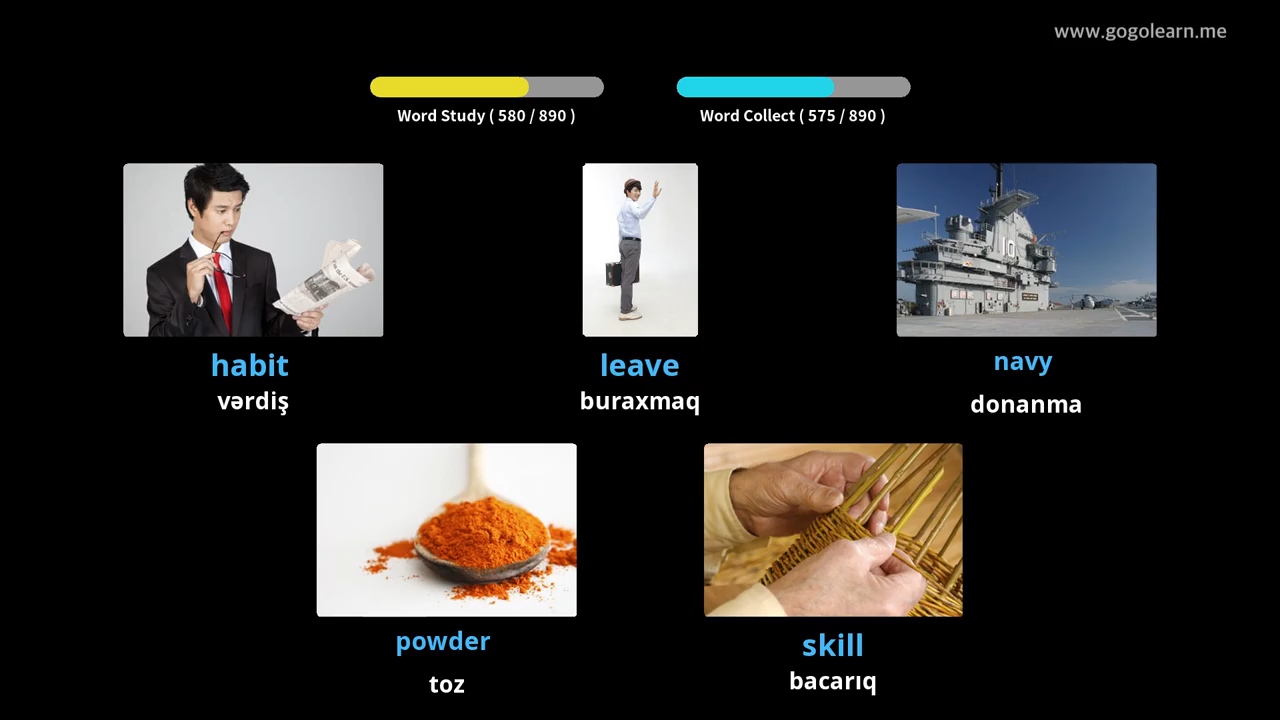 www.gogolearn.me
Word Study ( 580 / 890 )
Word Collect ( 575 / 890 )
16
habit
vərdiş
leave
buraxmaq
navy
donanma
powder
toz
skill
bacarıq